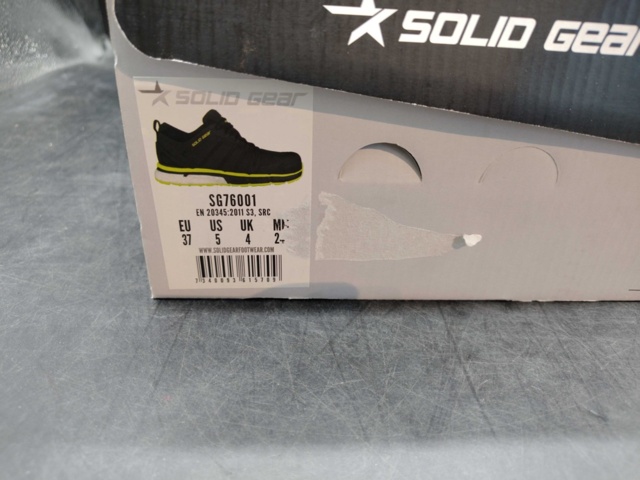 SOLID Gear
SOLID Gear
SOLID GEAR
SG76001
EN 20345:2011 S3, SRC
EU US UK
37 5 4
WWW.SOLIDGEARFOOTWEAR.COM